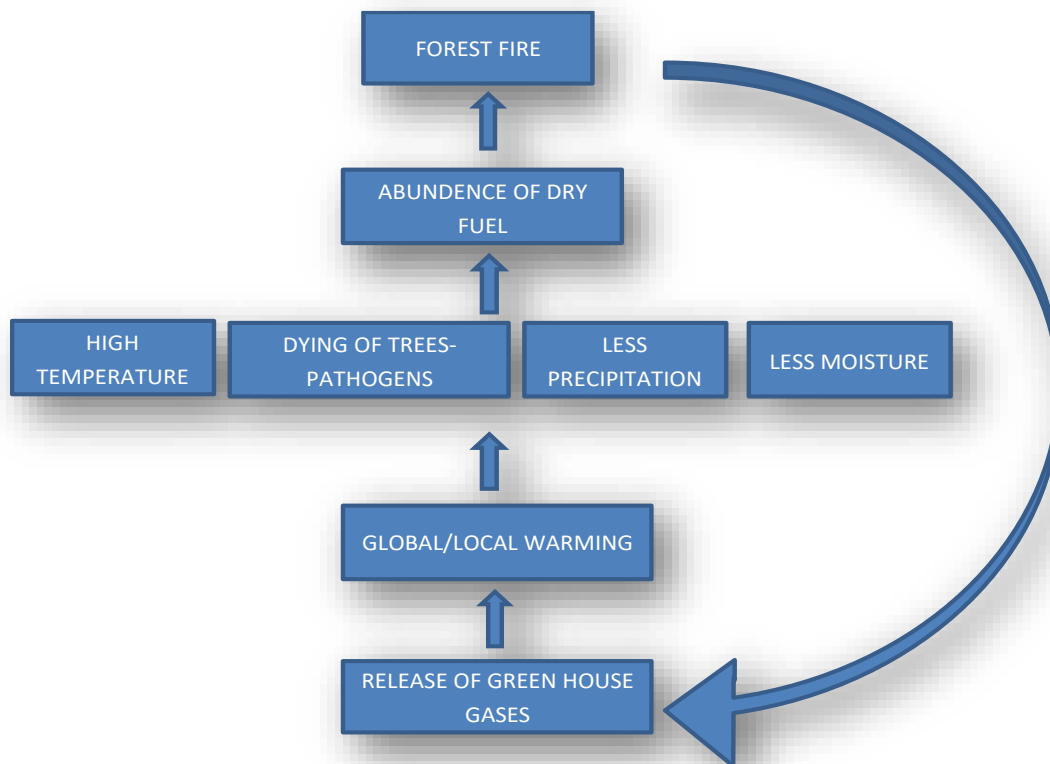 FOREST FIRE
ABUNDENCE OF DRY
FUEL
HIGH
TEMPERATURE
DYING OF TREES-
PATHOGENS
LESS
PRECIPITATION
LESS MOISTURE
GLOBAL/LOCAL WARMING
RELEASE OF GREEN HOUSE
GASES